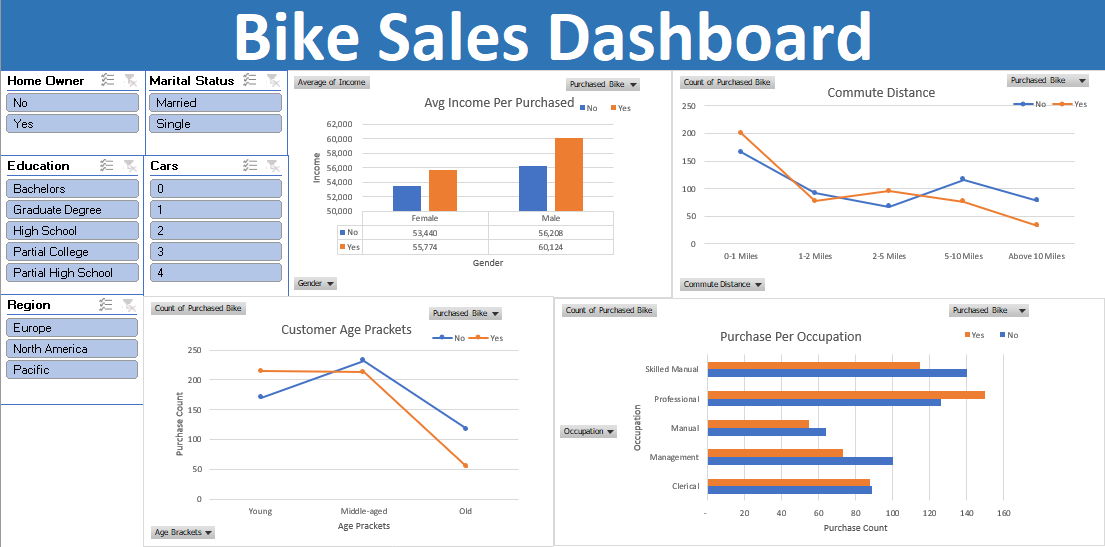 Bike Sales Dashboard
Home Owner
No
Yes
Marital Status
Married
Single
Education
Bachelors
Graduate Degree
High School
Partial College
Partial High School
Cars
0
1
2
3
4
Region
Europe
North America
Pacific
Average of Income
Purchased Bike
Avg Income Per Purchased
No Yes
62,000
60,000
58,000
56,000
54,000
52,000
50,000
Income
Female Male
No 53,440 56,208
Yes 55,774 60,124
Gender
Gender
Count of Purchased Bike
Purchased Bike
Commute Distance
No Yes
250
200
150
100
50
0
0-1 Miles 1-2 Miles 2-5 Miles 5-10 Miles Above 10 Miles
Commute Distance
Count of Purchased Bike
Purchased Bike
Customer Age Prackets
No Yes
250
200
150
100
50
0
Purchase Count
Young Middle-aged Old
Age Prackets
Age Brackets
Count of Purchased Bike
Purchased Bike
Purchase Per Occupation
Yes No
Occupation
Occupation
Skilled Manual
Professional
Manual
Management
Clerical
- 20 40 60 80 100 120 140 160
Purchase Count